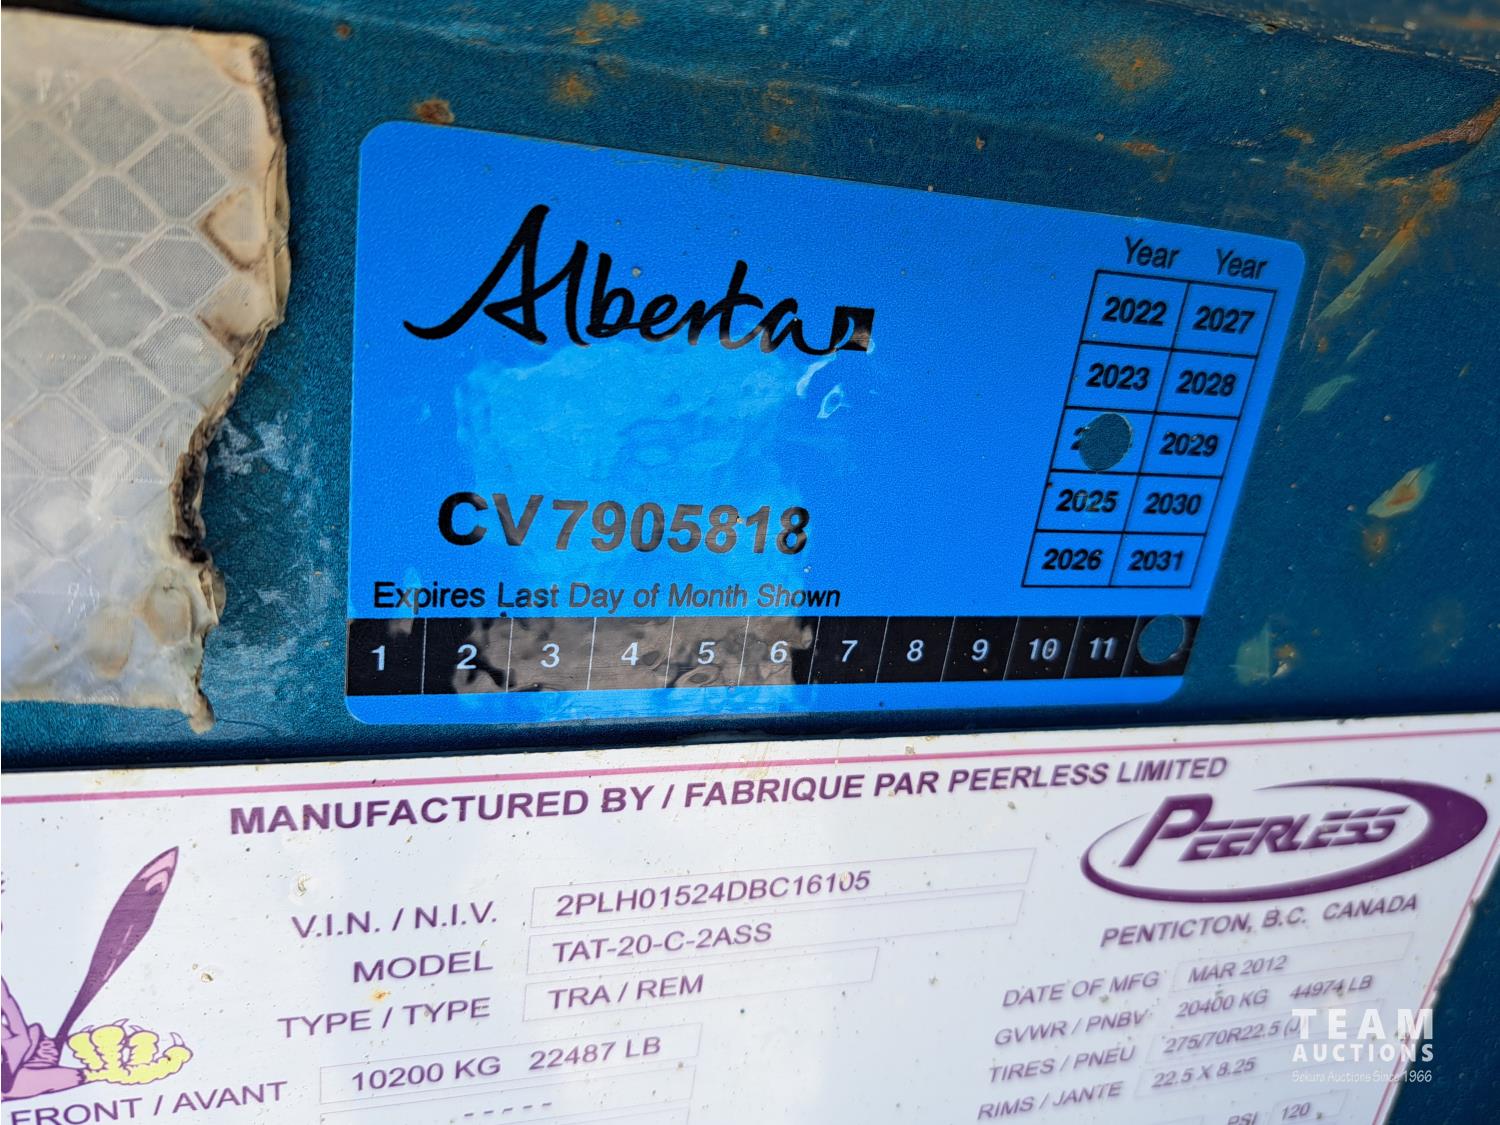 Alberta
Year Year
2022 2027
2023 2028
2029
2025 2030
2026 2031
CV7905818
Expires Last Day of Month Shown
1 2 3 4 5 6 7 8 9 10 11
MANUFACTURED BY / FABRIQUE PAR PEERLESS LIMITED
PEERLESS
PENTICTON, B.C. CANADA
V.I.N. / N.I.V. 2PLH01524DBC16105
MODEL TAT-20-C-2ASS
TYPE / TYPE TRA / REM
10200 KG 22487 LB
FRONT / AVANT - - - - -
DATE OF MFG MAR 2012
GVWR / PNBV 20400 KG 44974 LB
TIRES / PNEU 275/70R22.5 (J)
RIMS / JANTE 22.5 X 8.25
PSI 120
TEAM
AUCTIONS
Sekura Auctions Since 1966